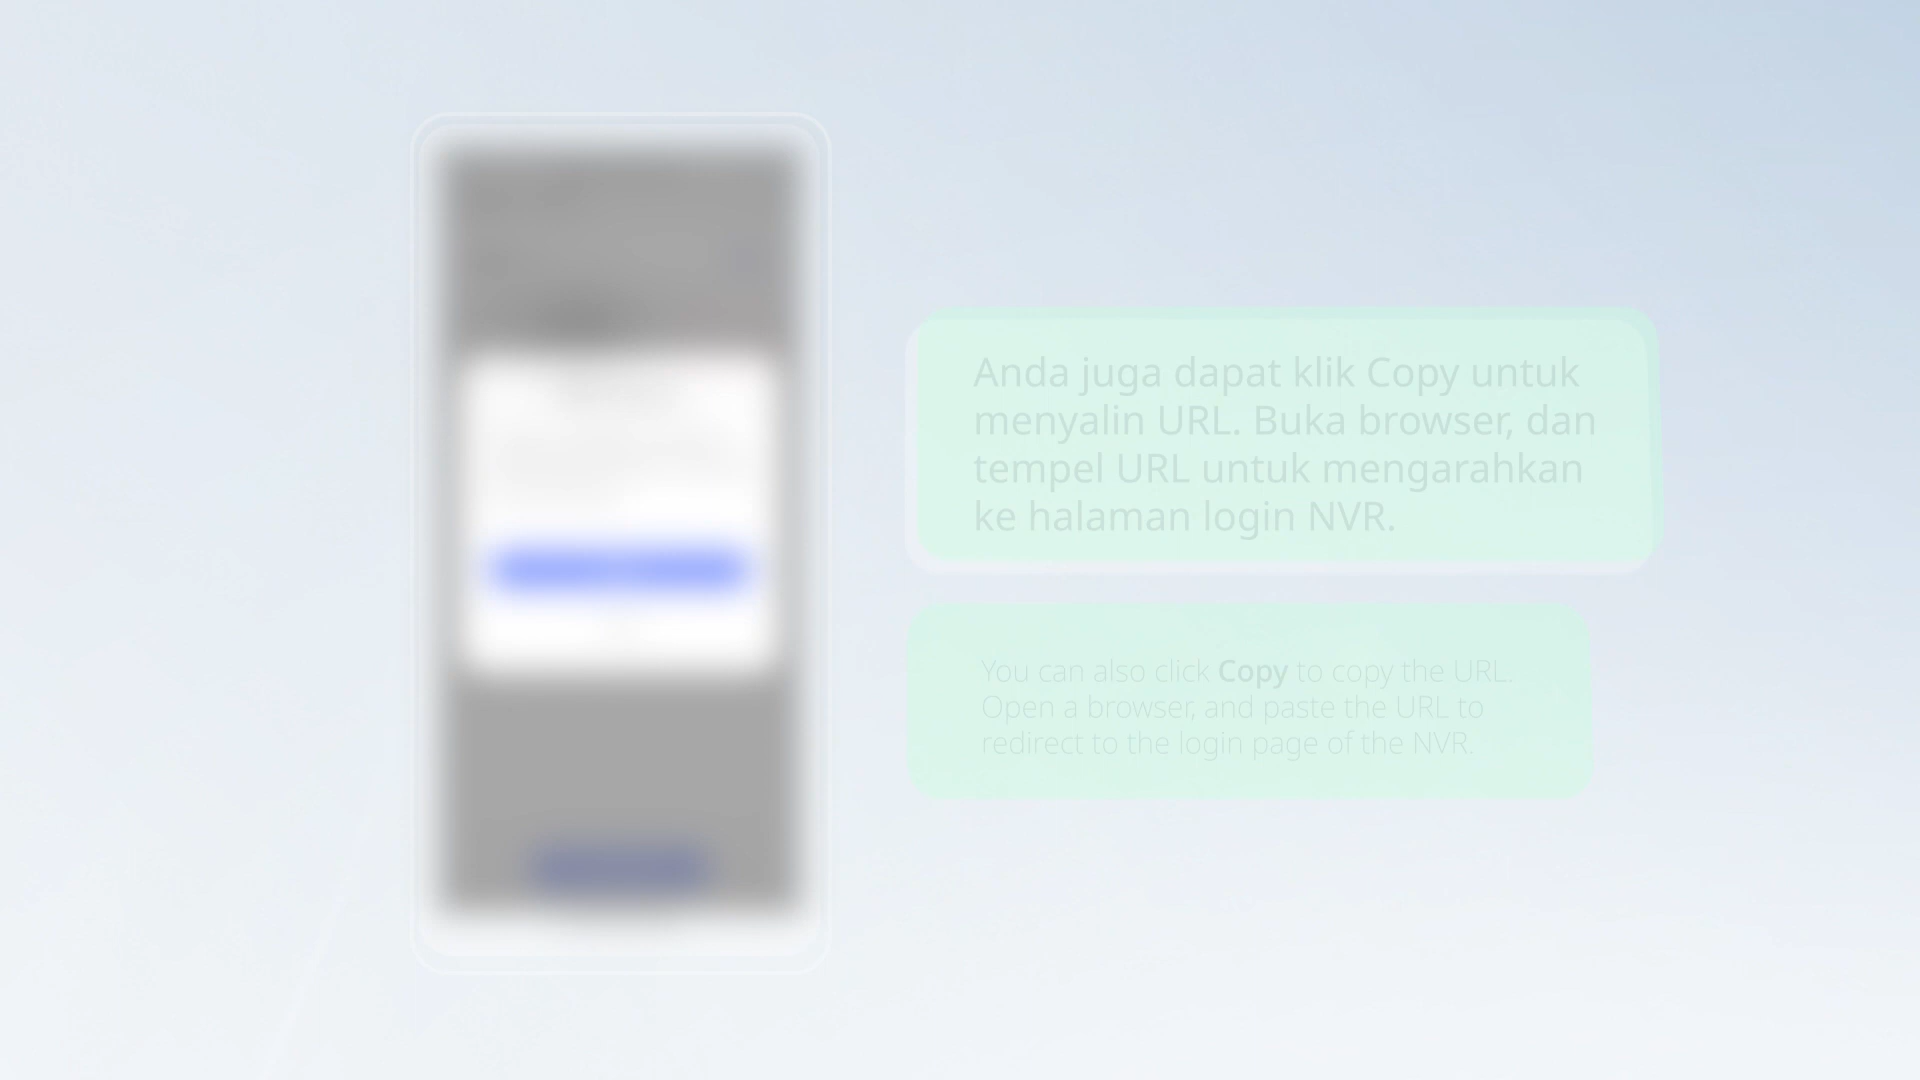 Anda juga dapat klik Copy untuk
menyalin URL. Buka browser, dan
tempel URL untuk mengarahkan
ke halaman login NVR.
You can also click Copy to copy the URL.
Open a browser, and paste the URL to
redirect to the login page of the NVR.